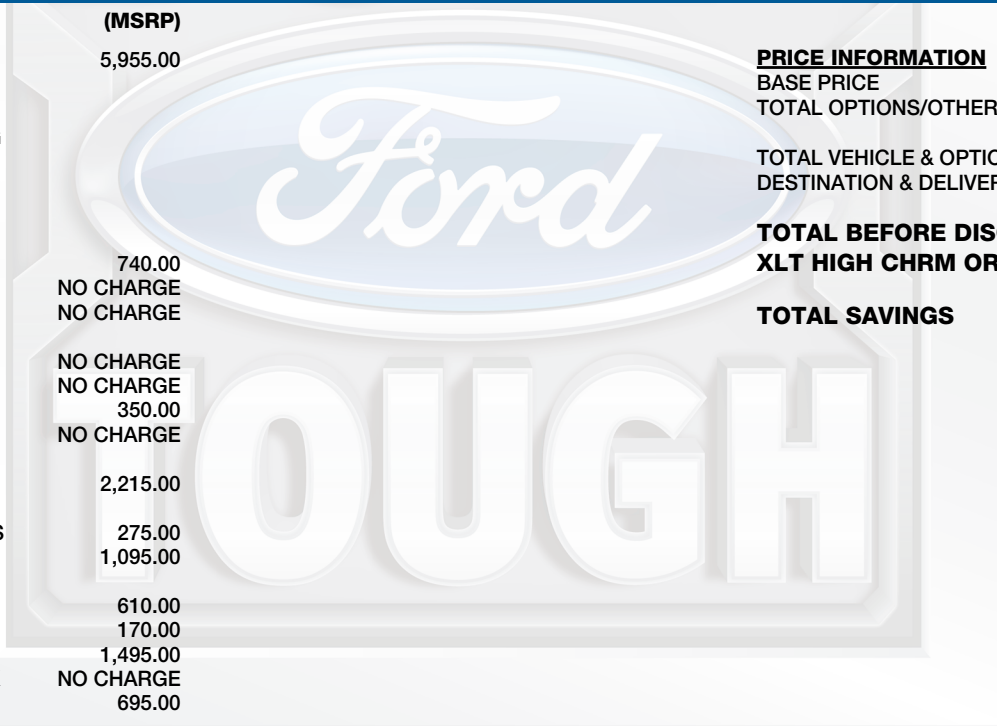 (MSRP)
5,955.00
740.00
NO CHARGE
NO CHARGE
NO CHARGE
NO CHARGE
350.00
NO CHARGE
2,215.00
S 275.00
1,095.00
610.00
170.00
1,495.00
NO CHARGE
695.00
PRICE INFORMATION
BASE PRICE
TOTAL OPTIONS/OTHER
TOTAL VEHICLE & OPTIO
DESTINATION & DELIVER
TOTAL BEFORE DIS
XLT HIGH CHRM OR
TOTAL SAVINGS
Ford
TOUGH